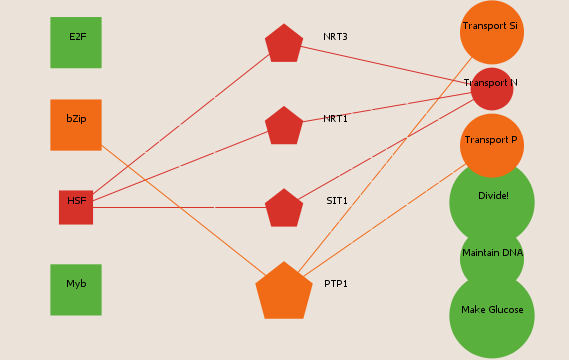 E2F
bZip
HSF
Myb
NRT3
NRT1
SIT1
PTP1
Transport Si
Transport N
Transport P
Divide!
Maintain DNA
Make Glucose